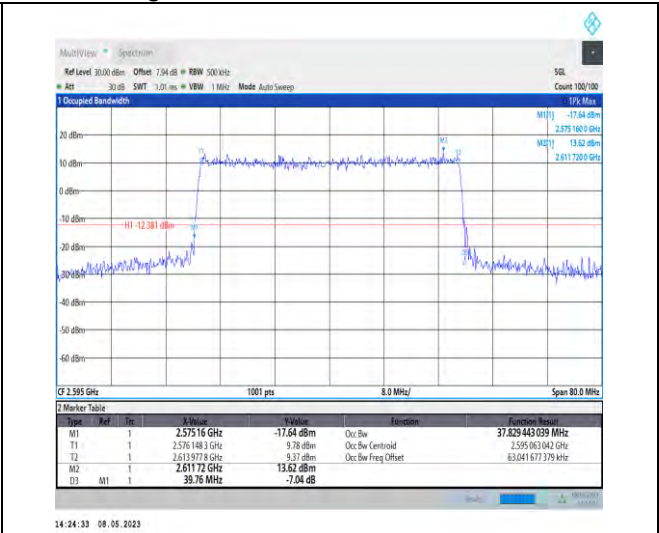 MultiView Spectrum
Ref Level 30.00 dBm Offset 7.94 dB RBW 500 kHz SGL
Att 30 dB SWT 1.01 ms VBW 1 MHz Mode Auto Sweep Count 100/100
1 Occupied Bandwidth 1Pk Max
M1[1] -17.64 dBm
2.575 160 0 GHz
20 dBm M2[1] 13.62 dBm
2.611 720 0 GHz
M2
T1 T2
10 dBm
0 dBm
-10 dBm
H1 -12.381 dBm M1
-20 dBm
-30 dBm
-40 dBm
-50 dBm
-60 dBm
CF 2.595 GHz 1001 pts 8.0 MHz/ Span 80.0 MHz
2 Marker Table
Type Ref Trc X-Value Y-Value Function Function Result
M1 1 2.575 16 GHz -17.64 dBm Occ Bw 37.829 443 039 MHz
T1 1 2.576 148 3 GHz 9.78 dBm Occ Bw Centroid 2.595 063 042 GHz
T2 1 2.613 977 8 GHz 9.37 dBm Occ Bw Freq Offset 63.041 677 379 kHz
M2 1 2.611 72 GHz 13.62 dBm
D3 M1 1 39.76 MHz -7.04 dB
14:24:33 08.05.2023